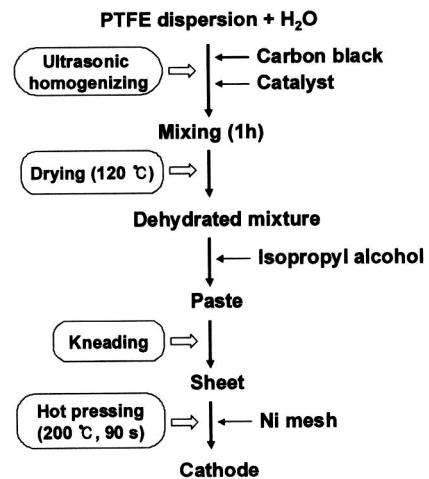 PTFE dispersion + H₂O
Ultrasonic
homogenizing
Carbon black
Catalyst
Mixing (1h)
Drying (120 ℃)
Dehydrated mixture
Isopropyl alcohol
Paste
Kneading
Sheet
Hot pressing
(200 ℃, 90 s)
Ni mesh
Cathode